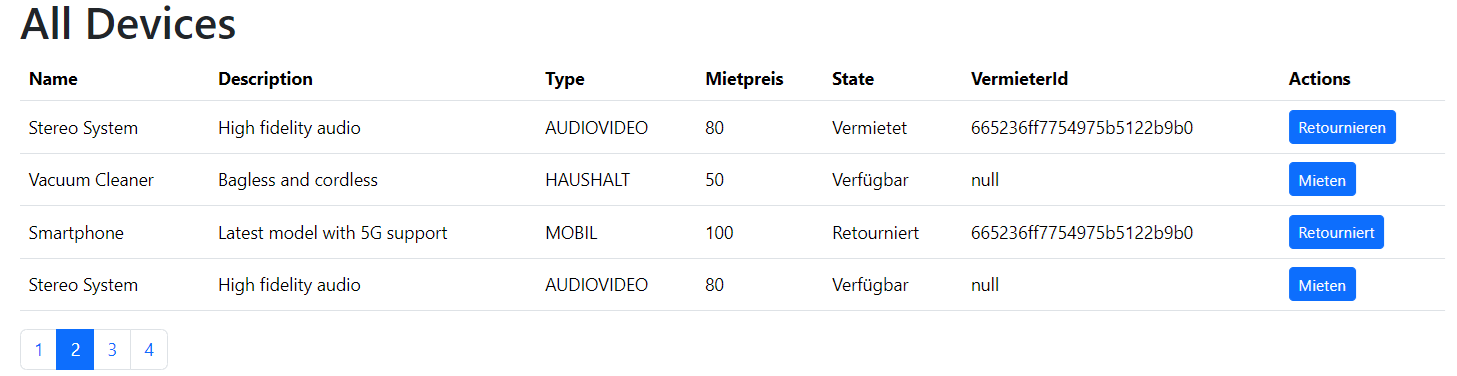 All Devices
Name Description Type Mietpreis State VermieterId Actions
Stereo System High fidelity audio AUDIOVIDEO 80 Vermietet 665236ff7754975b5122b9b0 Retournieren
Vacuum Cleaner Bagless and cordless HAUSHALT 50 Verfügbar null Mieten
Smartphone Latest model with 5G support MOBIL 100 Retourniert 665236ff7754975b5122b9b0 Retourniert
Stereo System High fidelity audio AUDIOVIDEO 80 Verfügbar null Mieten
1 2 3 4